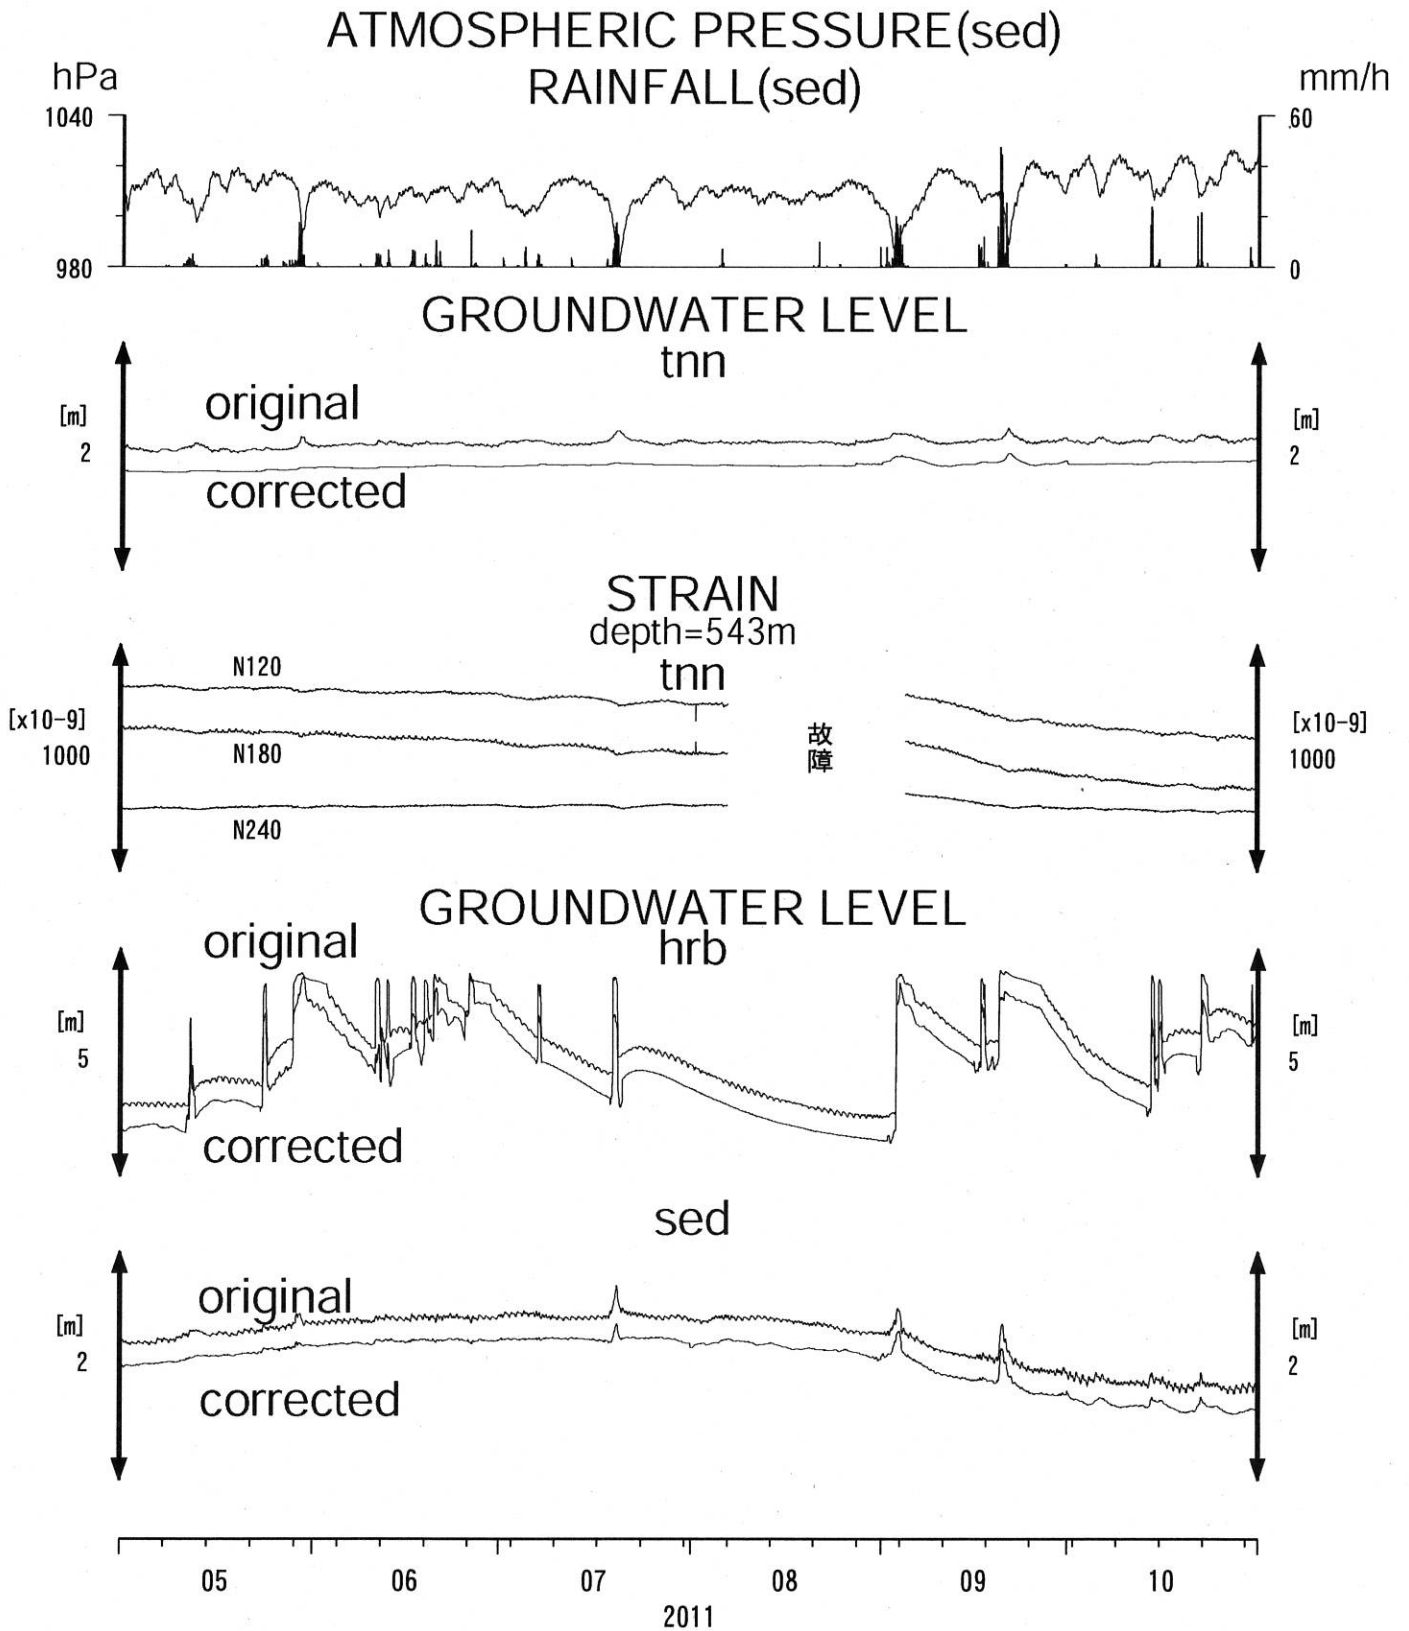 ATMOSPHERIC PRESSURE(sed)
hPa
RAINFALL(sed)
mm/h
1040
60
980
0
GROUNDWATER LEVEL
tnn
original
[m]
2
[m]
2
corrected
STRAIN
depth=543m
tnn
N120
[x10-9]
1000
N180
故
障
[x10-9]
1000
N240
GROUNDWATER LEVEL
original
hrb
[m]
5
[m]
5
corrected
sed
original
[m]
2
[m]
2
corrected
05 06 07 08 09 10
2011